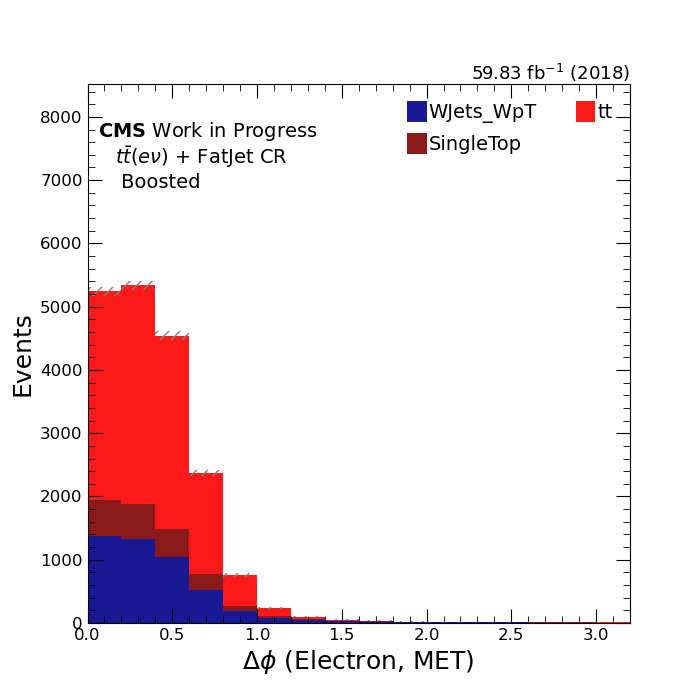 59.83 fb⁻¹ (2018)
WJets_WpT
tt
SingleTop
CMS Work in Progress
tt̄(eν) + FatJet CR
Boosted
8000
7000
6000
5000
4000
3000
2000
1000
0
Events
0.0 0.5 1.0 1.5 2.0 2.5 3.0
Δϕ (Electron, MET)